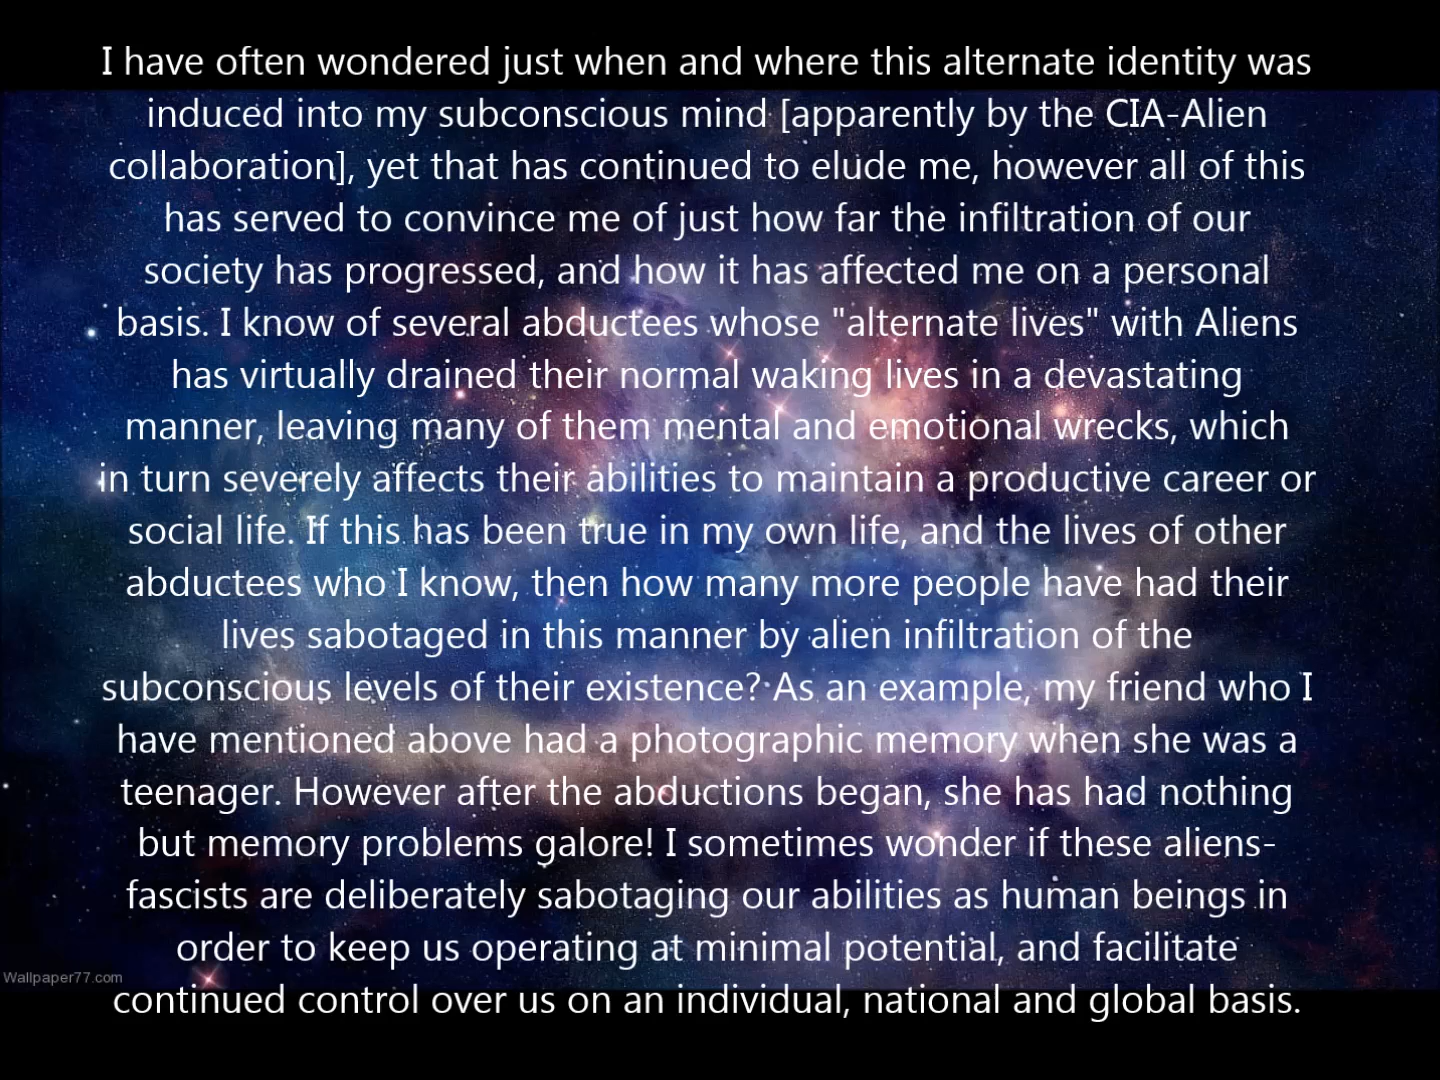 I have often wondered just when and where this alternate identity was
induced into my subconscious mind [apparently by the CIA-Alien
collaboration], yet that has continued to elude me, however all of this
has served to convince me of just how far the infiltration of our
society has progressed, and how it has affected me on a personal
basis. I know of several abductees whose "alternate lives" with Aliens
has virtually drained their normal waking lives in a devastating
manner, leaving many of them mental and emotional wrecks, which
in turn severely affects their abilities to maintain a productive career or
social life. If this has been true in my own life, and the lives of other
abductees who I know, then how many more people have had their
lives sabotaged in this manner by alien infiltration of the
subconscious levels of their existence? As an example, my friend who I
have mentioned above had a photographic memory when she was a
teenager. However after the abductions began, she has had nothing
but memory problems galore! I sometimes wonder if these aliens-
fascists are deliberately sabotaging our abilities as human beings in
order to keep us operating at minimal potential, and facilitate
Wallpaper77.com
continued control over us on an individual, national and global basis.